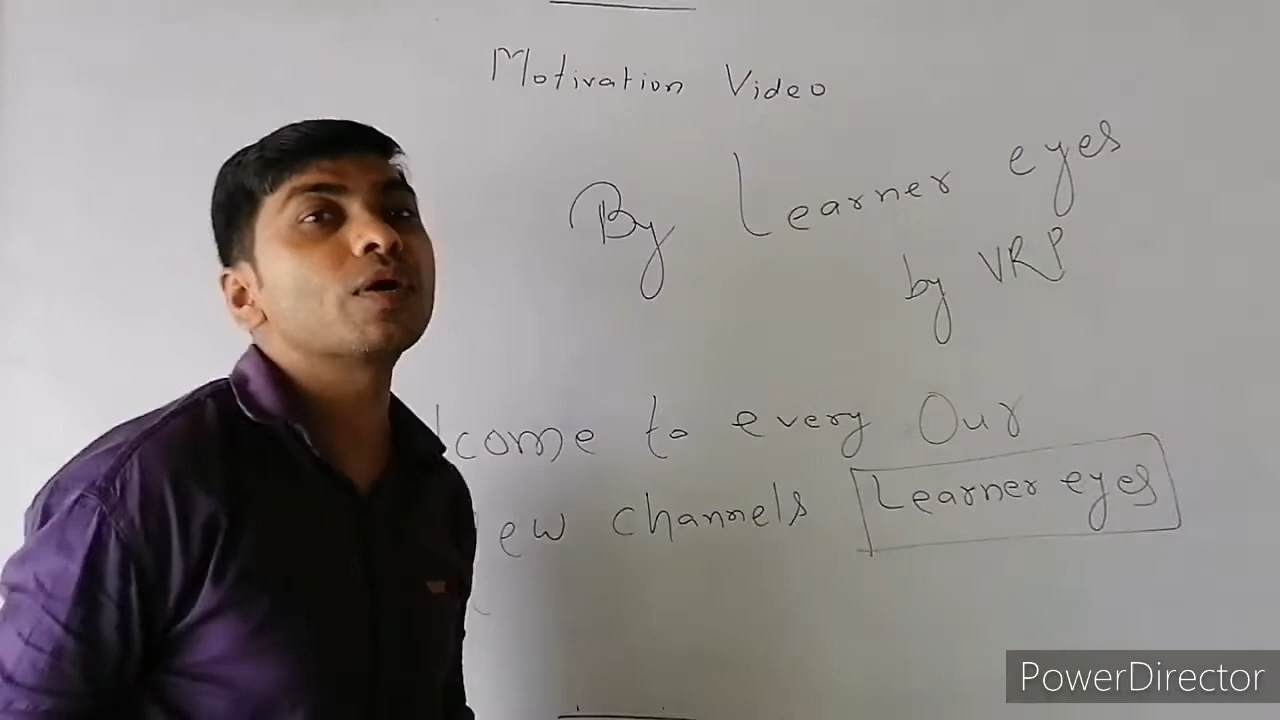 Motivation Video
By Learner eyes
by VRP
lcome to every Our
ew channels Learner eyes
PowerDirector